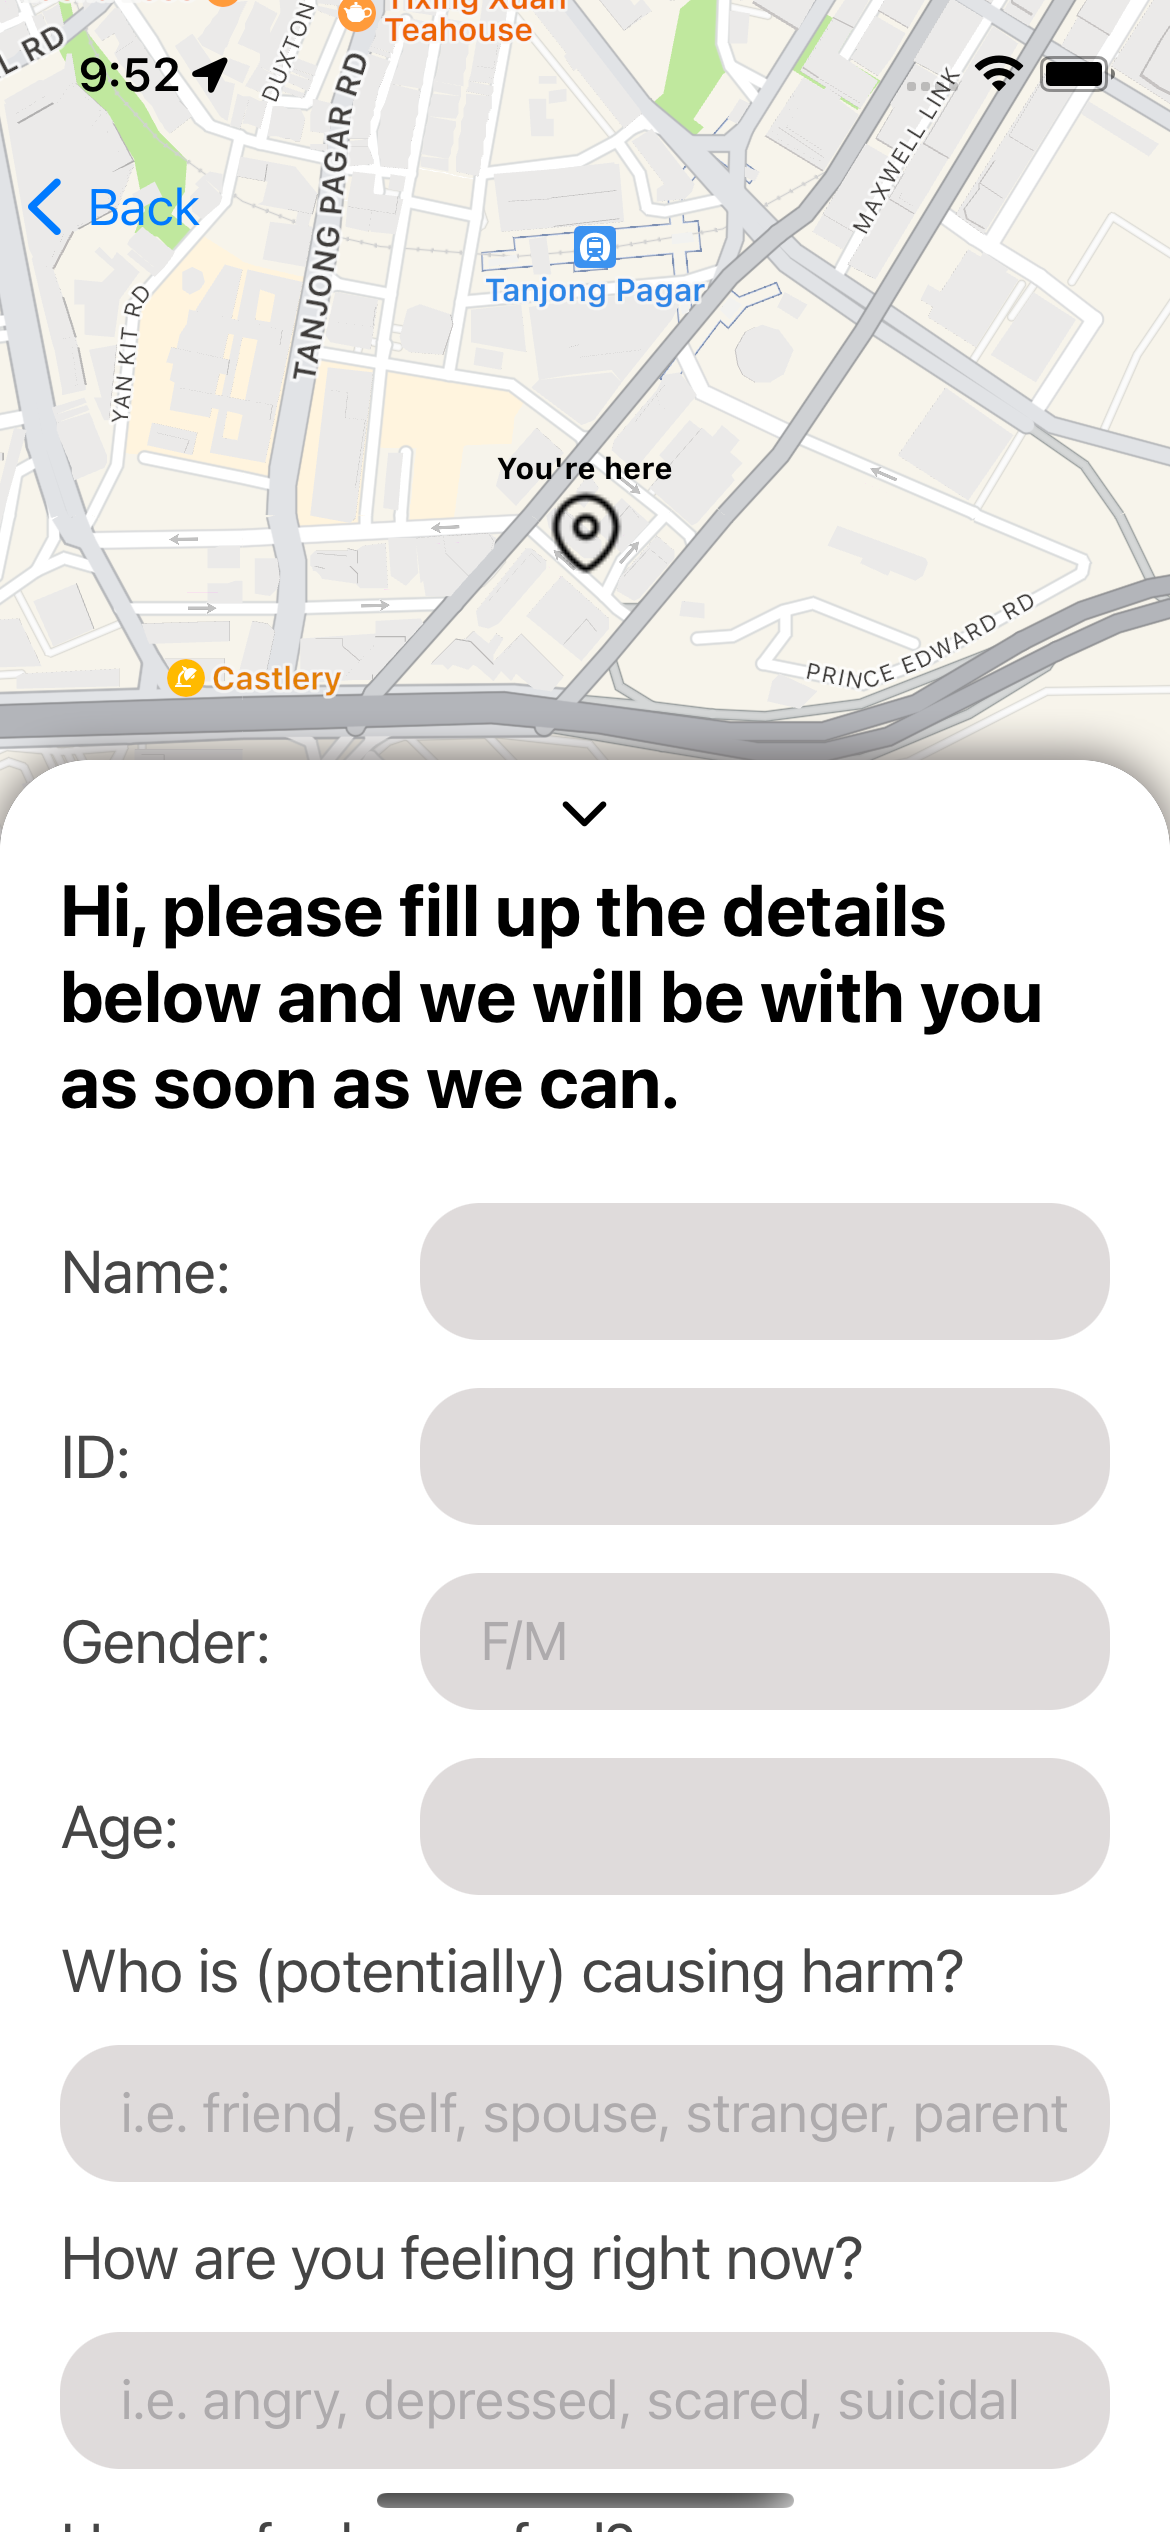 Teahouse
L RD
9:52
DUXTON
TANJONG PAGAR RD
MAXWELL LINK
Back
Tanjong Pagar
YAN KIT RD
You're here
PRINCE EDWARD RD
Castlery
Hi, please fill up the details
below and we will be with you
as soon as we can.
Name:
ID:
Gender:
F/M
Age:
Who is (potentially) causing harm?
i.e. friend, self, spouse, stranger, parent
How are you feeling right now?
i.e. angry, depressed, scared, suicidal